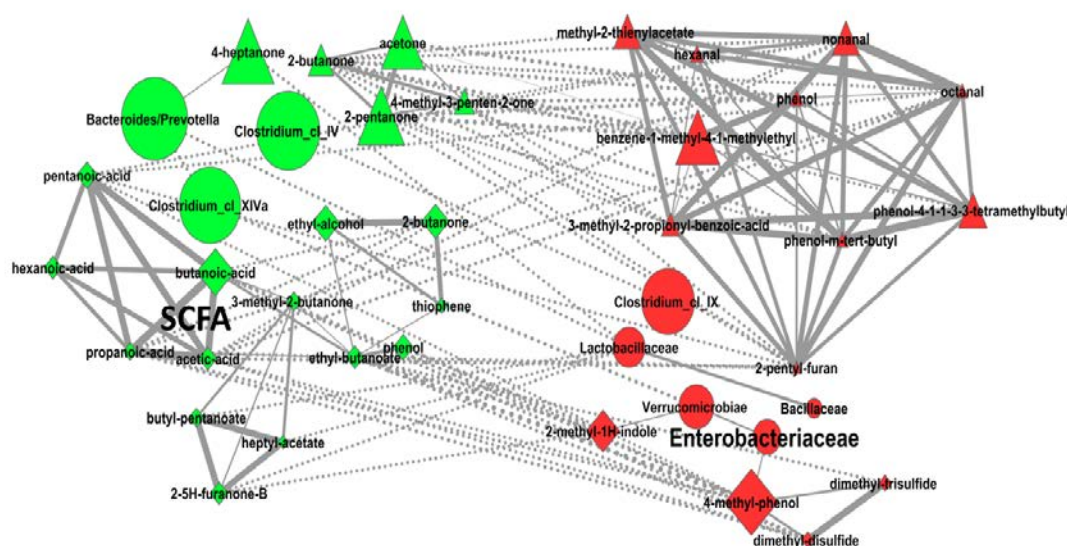 4-heptanone
2-butanone
acetone
4-methyl-3-penten-2-one
2-pentanone
Bacteroides/Prevotella
Clostridium_cl_IV
pentanoic-acid
Clostridium_cl_XIVa
ethyl-alcohol
2-butanone
hexanoic-acid
butanoic-acid
3-methyl-2-butanone
thiophene
SCFA
propanoic-acid
acetic-acid
phenol
ethyl-butanoate
butyl-pentanoate
heptyl-acetate
2-5H-furanone-B
methyl-2-thienylacetate
hexanal
nonanal
octanal
phenol
benzene-1-methyl-4-1-methylethyl
3-methyl-2-propionyl-benzoic-acid
phenol-4-1-1-3-3-tetramethylbutyl
phenol-m-tert-butyl
Clostridium_cl_IX
Lactobacillaceae
2-pentyl-furan
Verrucomicrobiae
Bacillaceae
2-methyl-1H-indole
Enterobacteriaceae
4-methyl-phenol
dimethyl-trisulfide
dimethyl-disulfide